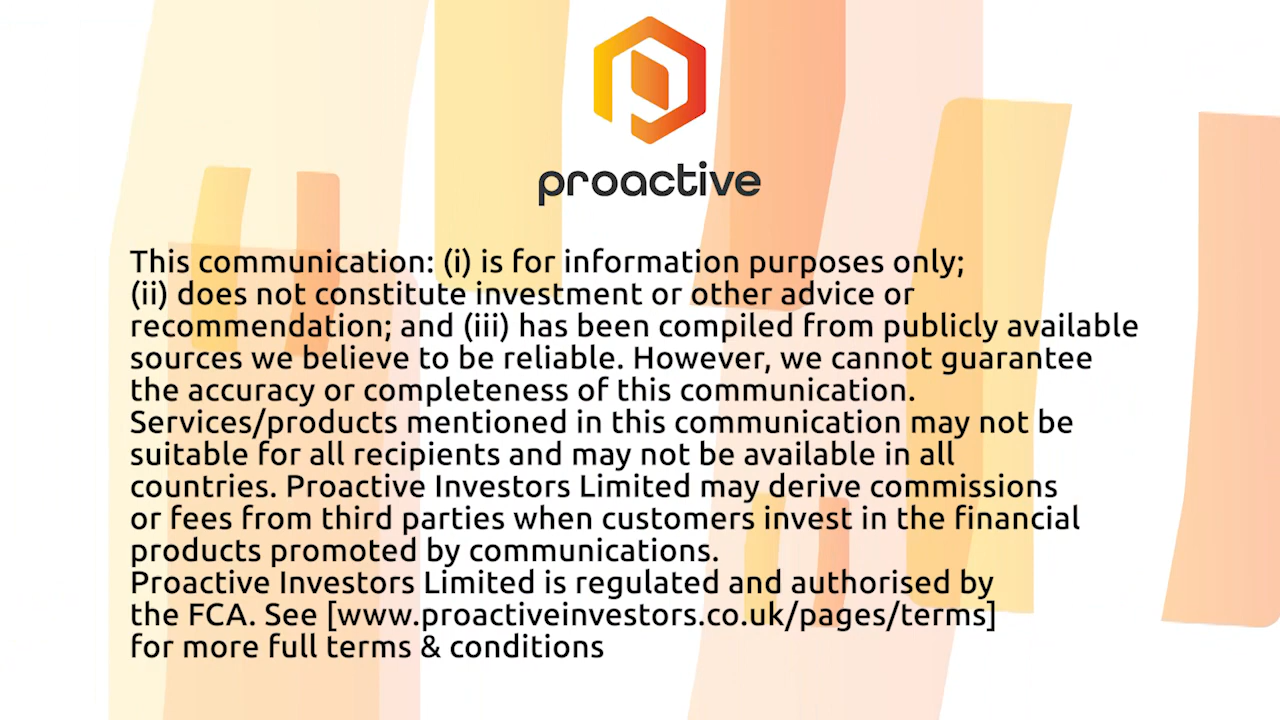 proactive
This communication: (i) is for information purposes only;
(ii) does not constitute investment or other advice or
recommendation; and (iii) has been compiled from publicly available
sources we believe to be reliable. However, we cannot guarantee
the accuracy or completeness of this communication.
Services/products mentioned in this communication may not be
suitable for all recipients and may not be available in all
countries. Proactive Investors Limited may derive commissions
or fees from third parties when customers invest in the financial
products promoted by communications.
Proactive Investors Limited is regulated and authorised by
the FCA. See [www.proactiveinvestors.co.uk/pages/terms]
for more full terms & conditions